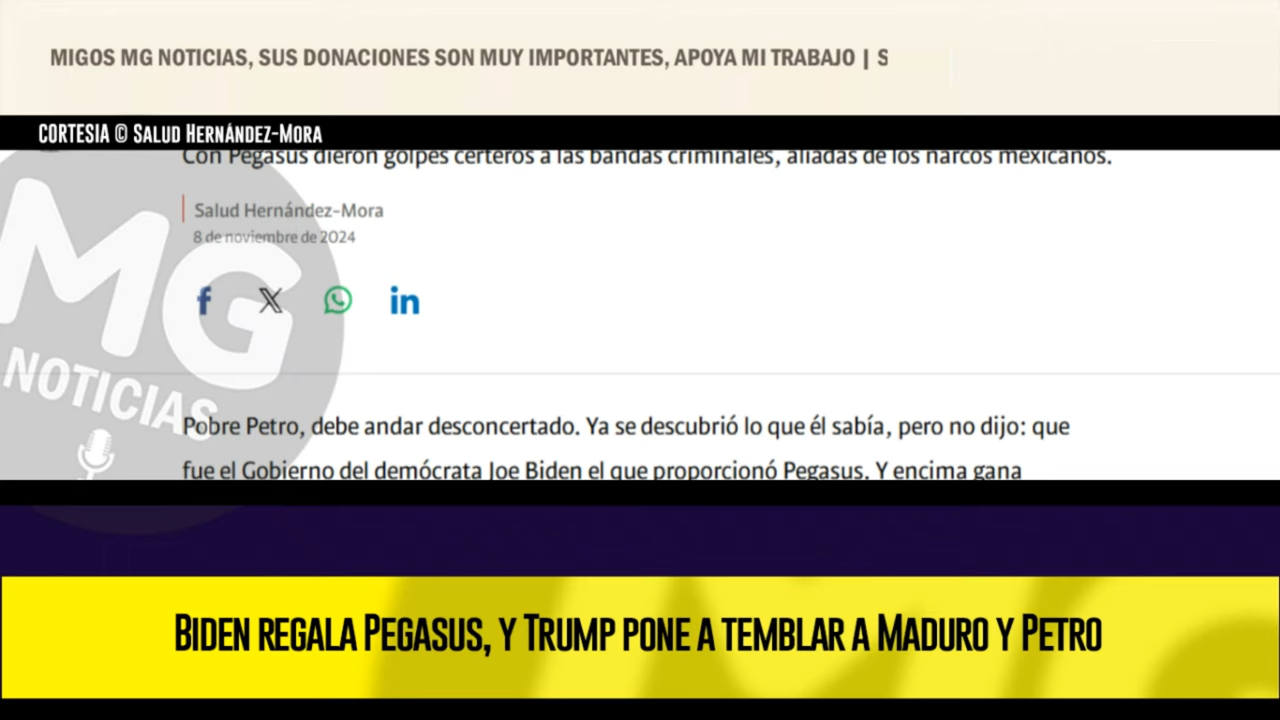 MIGOS MG NOTICIAS, SUS DONACIONES SON MUY IMPORTANTES, APOYA MI TRABAJO | S
CORTESIA © SALUD HERNÁNDEZ-MORA
Con Pegasus dieron golpes certeros a las bandas criminales, aliadas de los narcos mexicanos.
Salud Hernández-Mora
8 de noviembre de 2024
MG
NOTICIAS
Pobre Petro, debe andar desconcertado. Ya se descubrió lo que él sabía, pero no dijo: que
fue el Gobierno del demócrata Joe Biden el que proporcionó Pegasus. Y encima gana
BIDEN REGALA PEGASUS, Y TRUMP PONE A TEMBLAR A MADURO Y PETRO